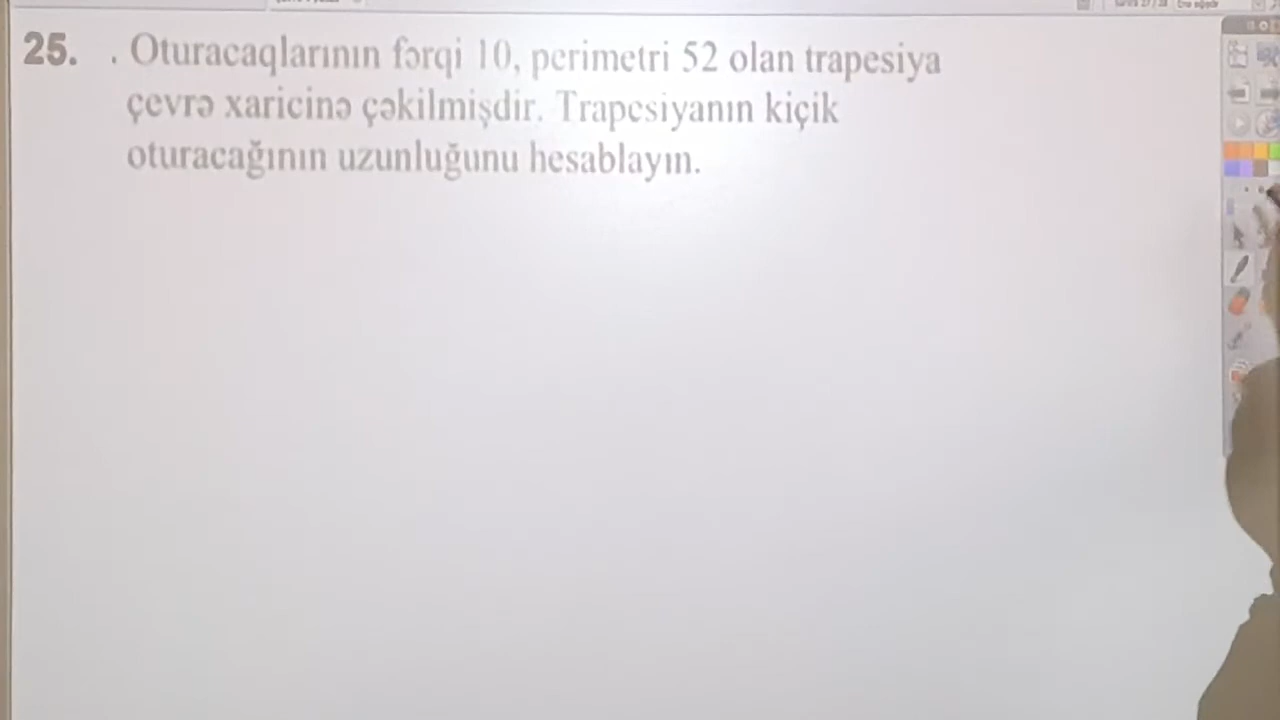 25. . Oturacaqlarının fərqi 10, perimetri 52 olan trapesiya
çevrə xaricinə çəkilmişdir. Trapesiyanın kiçik
oturacağının uzunluğunu hesablayın.